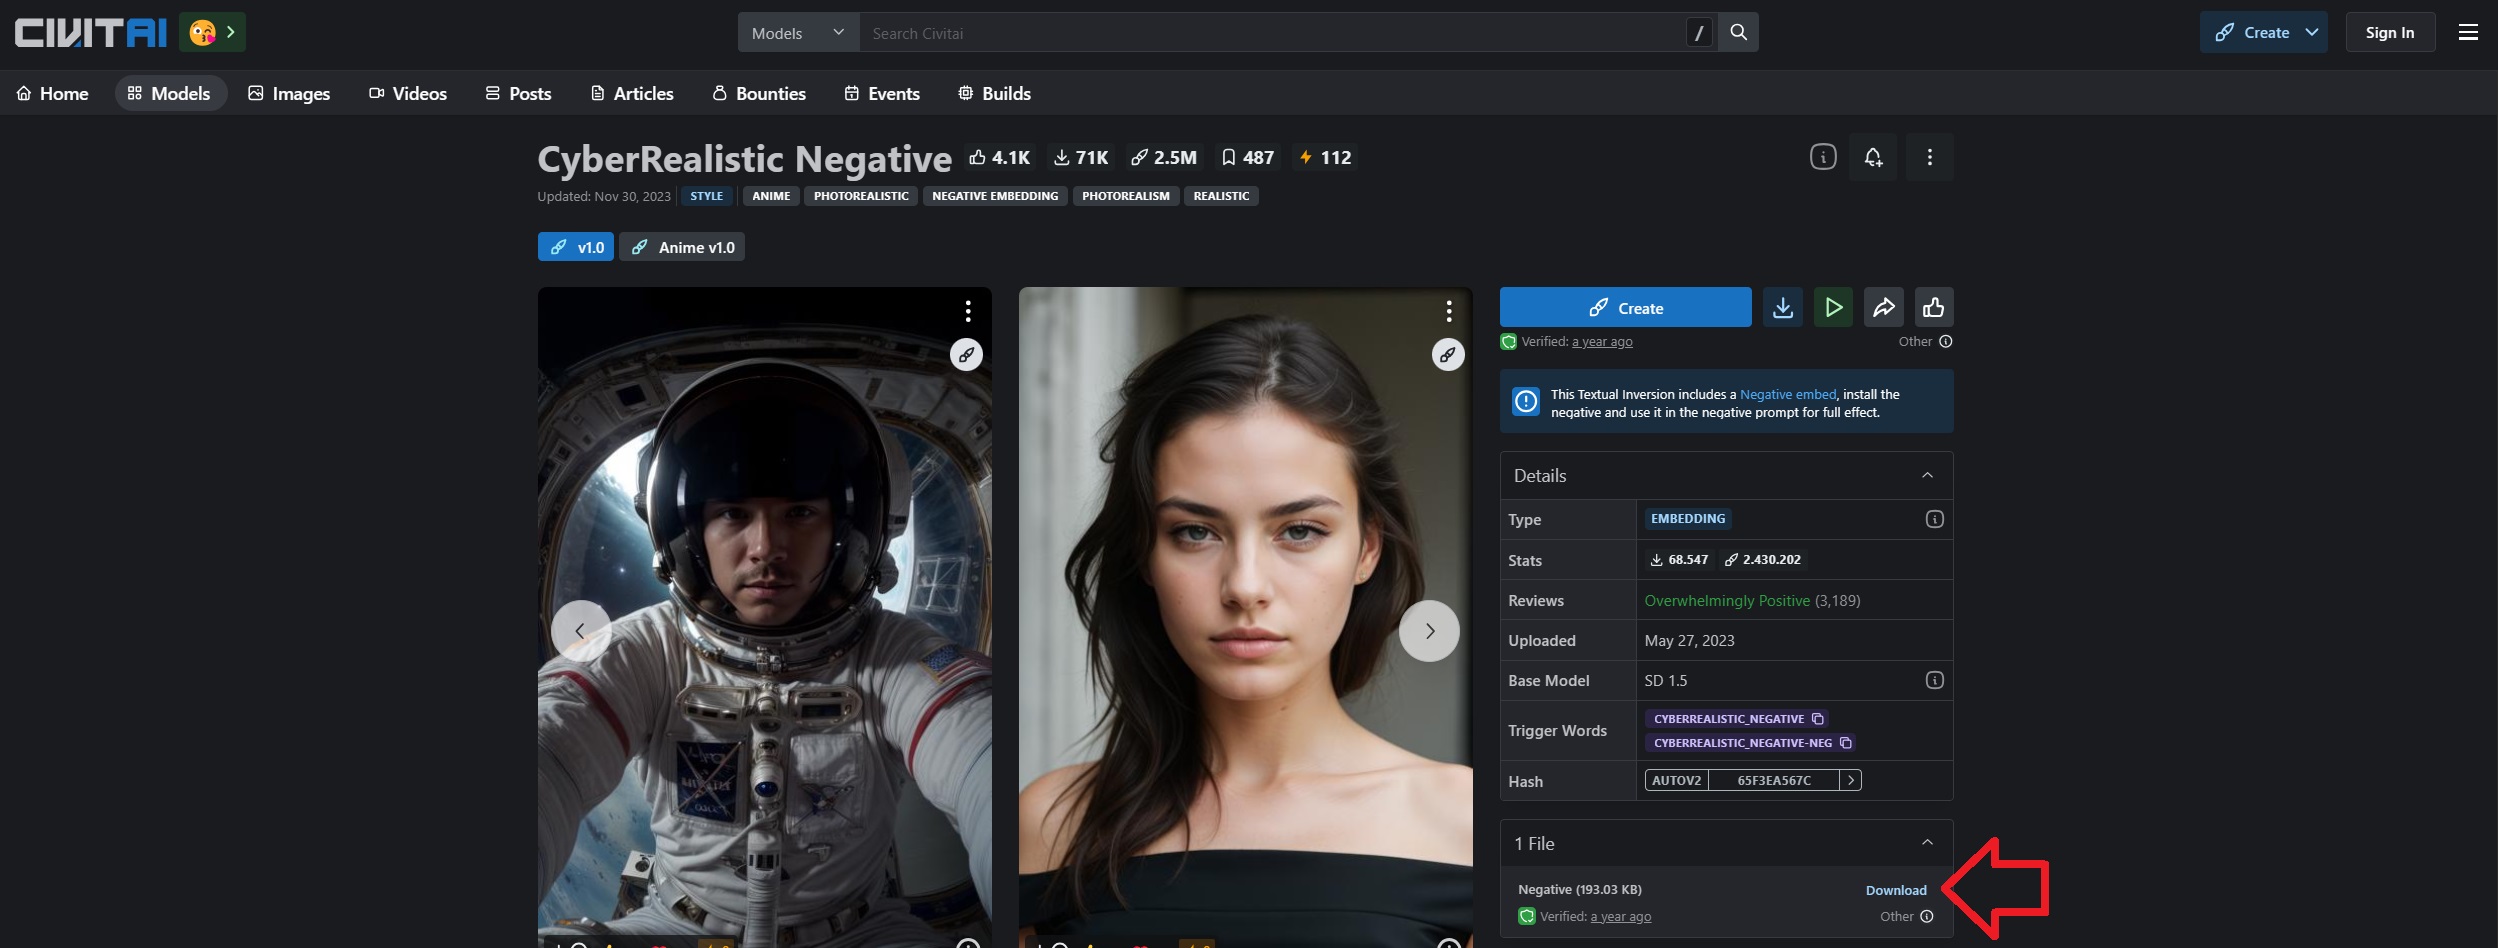 CIVITAI
Models
Search Civitai
/
Create
Sign In
Home
Models
Images
Videos
Posts
Articles
Bounties
Events
Builds
CyberRealistic Negative
4.1K
71K
2.5M
487
112
Updated: Nov 30, 2023
STYLE
ANIME
PHOTOREALISTIC
NEGATIVE EMBEDDING
PHOTOREALISM
REALISTIC
v1.0
Anime v1.0
Create
Verified: a year ago
Other
This Textual Inversion includes a Negative embed, install the
negative and use it in the negative prompt for full effect.
Details
Type
EMBEDDING
Stats
68.547
2.430.202
Reviews
Overwhelmingly Positive (3,189)
Uploaded
May 27, 2023
Base Model
SD 1.5
Trigger Words
CYBERREALISTIC_NEGATIVE
CYBERREALISTIC_NEGATIVE-NEG
Hash
AUTOV2
65F3EA567C
1 File
Negative (193.03 KB)
Download
Verified: a year ago
Other